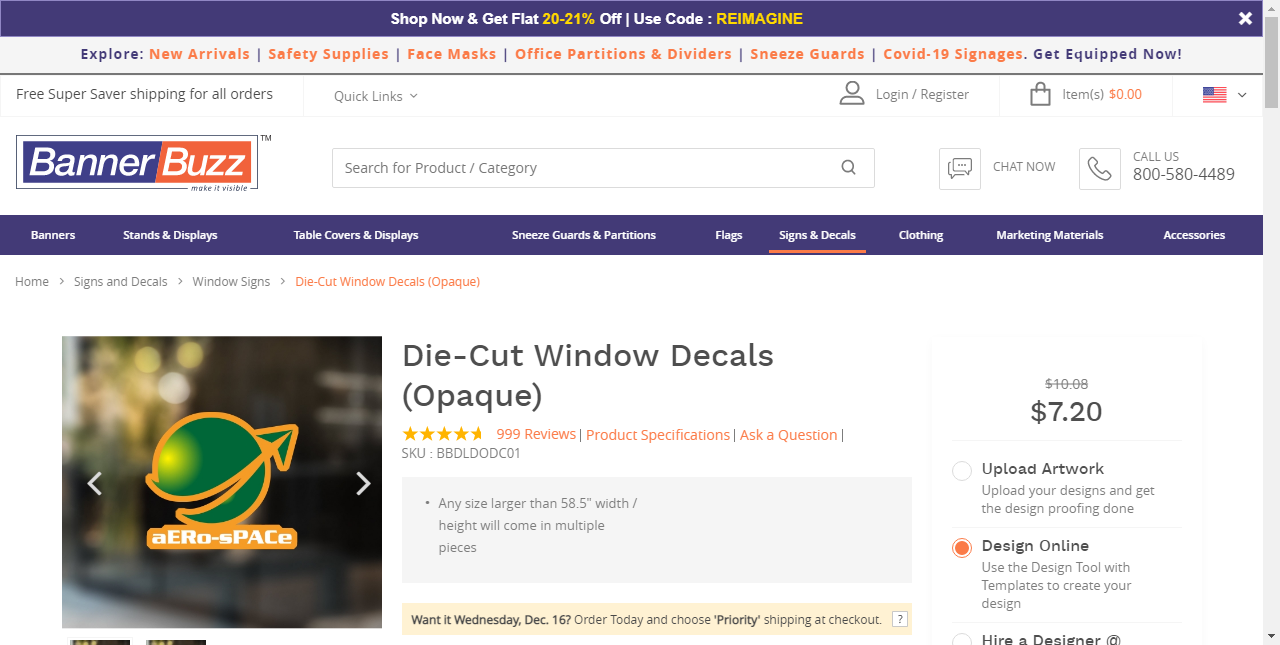 Shop Now & Get Flat 20-21% Off | Use Code : REIMAGINE
Explore: New Arrivals | Safety Supplies | Face Masks | Office Partitions & Dividers | Sneeze Guards | Covid-19 Signages. Get Equipped Now!
Free Super Saver shipping for all orders
Quick Links
Login / Register
Item(s) $0.00
BannerBuzz TM
make it visible
Search for Product / Category
CHAT NOW
CALL US
800-580-4489
Banners
Stands & Displays
Table Covers & Displays
Sneeze Guards & Partitions
Flags
Signs & Decals
Clothing
Marketing Materials
Accessories
Home > Signs and Decals > Window Signs > Die-Cut Window Decals (Opaque)
aERo-sPACe
Die-Cut Window Decals
(Opaque)
999 Reviews | Product Specifications | Ask a Question |
SKU : BBDLDODC01
• Any size larger than 58.5" width /
height will come in multiple
pieces
Want it Wednesday, Dec. 16? Order Today and choose 'Priority' shipping at checkout. ?
$10.08
$7.20
Upload Artwork
Upload your designs and get
the design proofing done
Design Online
Use the Design Tool with
Templates to create your
design
Hire a Designer @